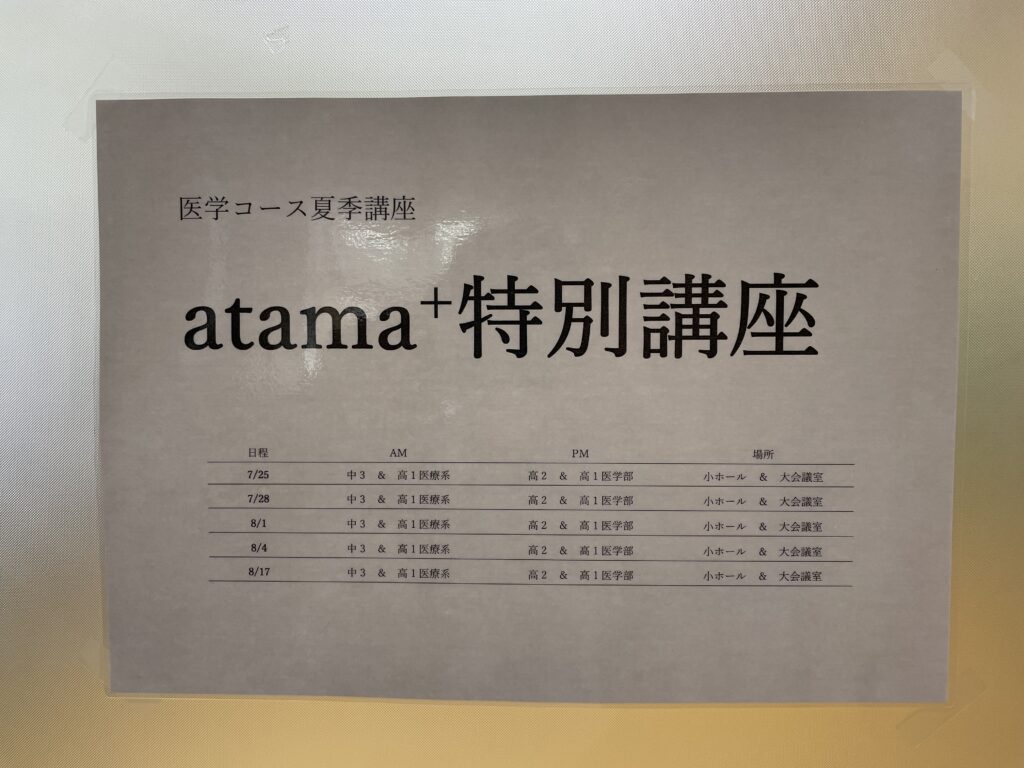 医学コース夏季講座
atama⁺特別講座
日程 AM PM 場所
7/25 中3 & 高1医療系 高2 & 高1医学部 小ホール & 大会議室
7/28 中3 & 高1医療系 高2 & 高1医学部 小ホール & 大会議室
8/1 中3 & 高1医療系 高2 & 高1医学部 小ホール & 大会議室
8/4 中3 & 高1医療系 高2 & 高1医学部 小ホール & 大会議室
8/17 中3 & 高1医療系 高2 & 高1医学部 小ホール & 大会議室